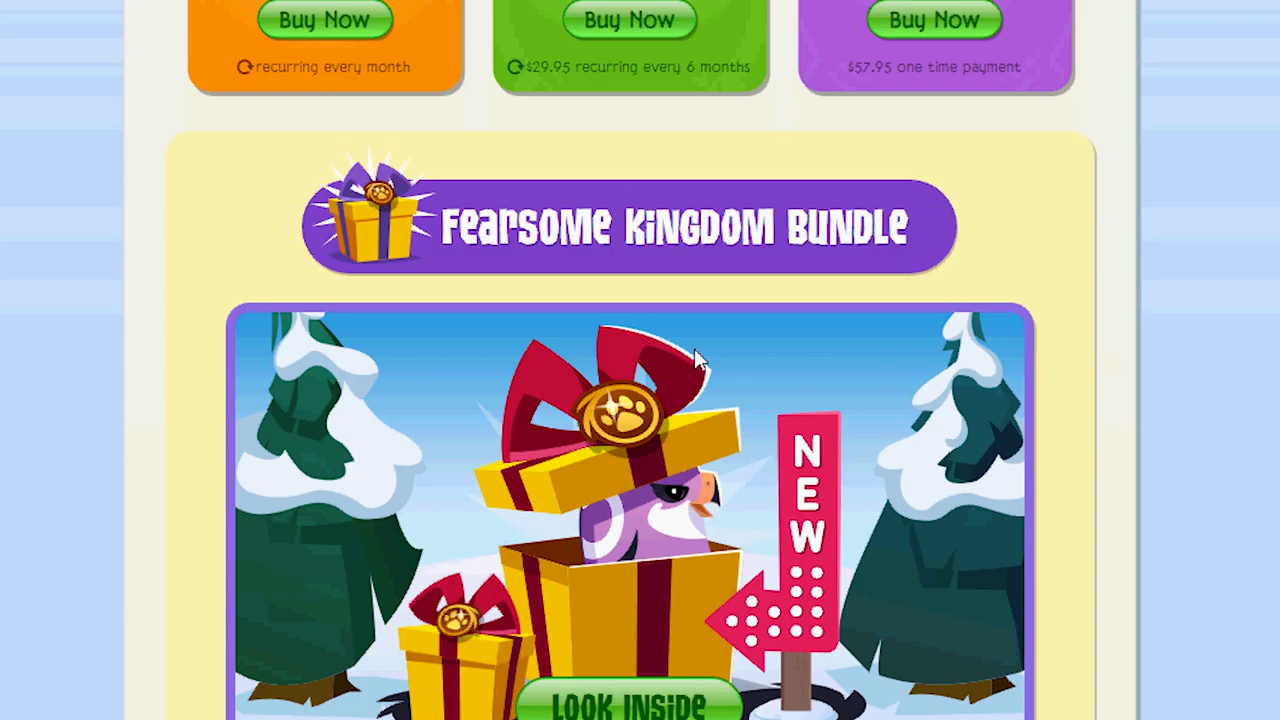 Buy Now
Buy Now
Buy Now
recurring every month
$29.95 recurring every 6 months
$57.95 one time payment
FEARSOME KINGDOM BUNDLE
NEW
LOOK INSIDE